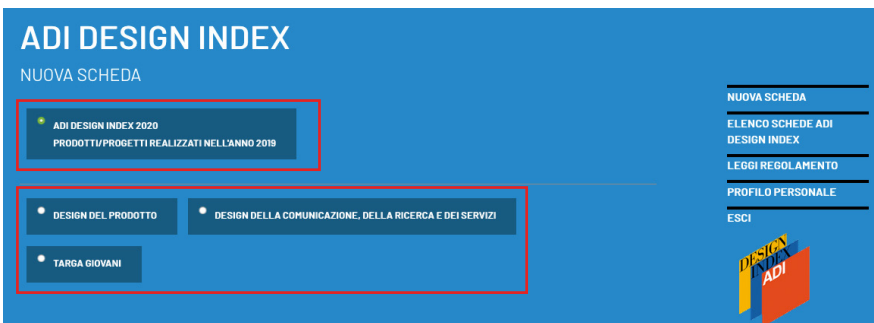 ADI DESIGN INDEX
NUOVA SCHEDA
ADI DESIGN INDEX 2020
PRODOTTI/PROGETTI REALIZZATI NELL'ANNO 2019
DESIGN DEL PRODOTTO
DESIGN DELLA COMUNICAZIONE, DELLA RICERCA E DEI SERVIZI
TARGA GIOVANI
NUOVA SCHEDA
ELENCO SCHEDE ADI
DESIGN INDEX
LEGGI REGOLAMENTO
PROFILO PERSONALE
ESCI
DESIGN
INDEX
ADI